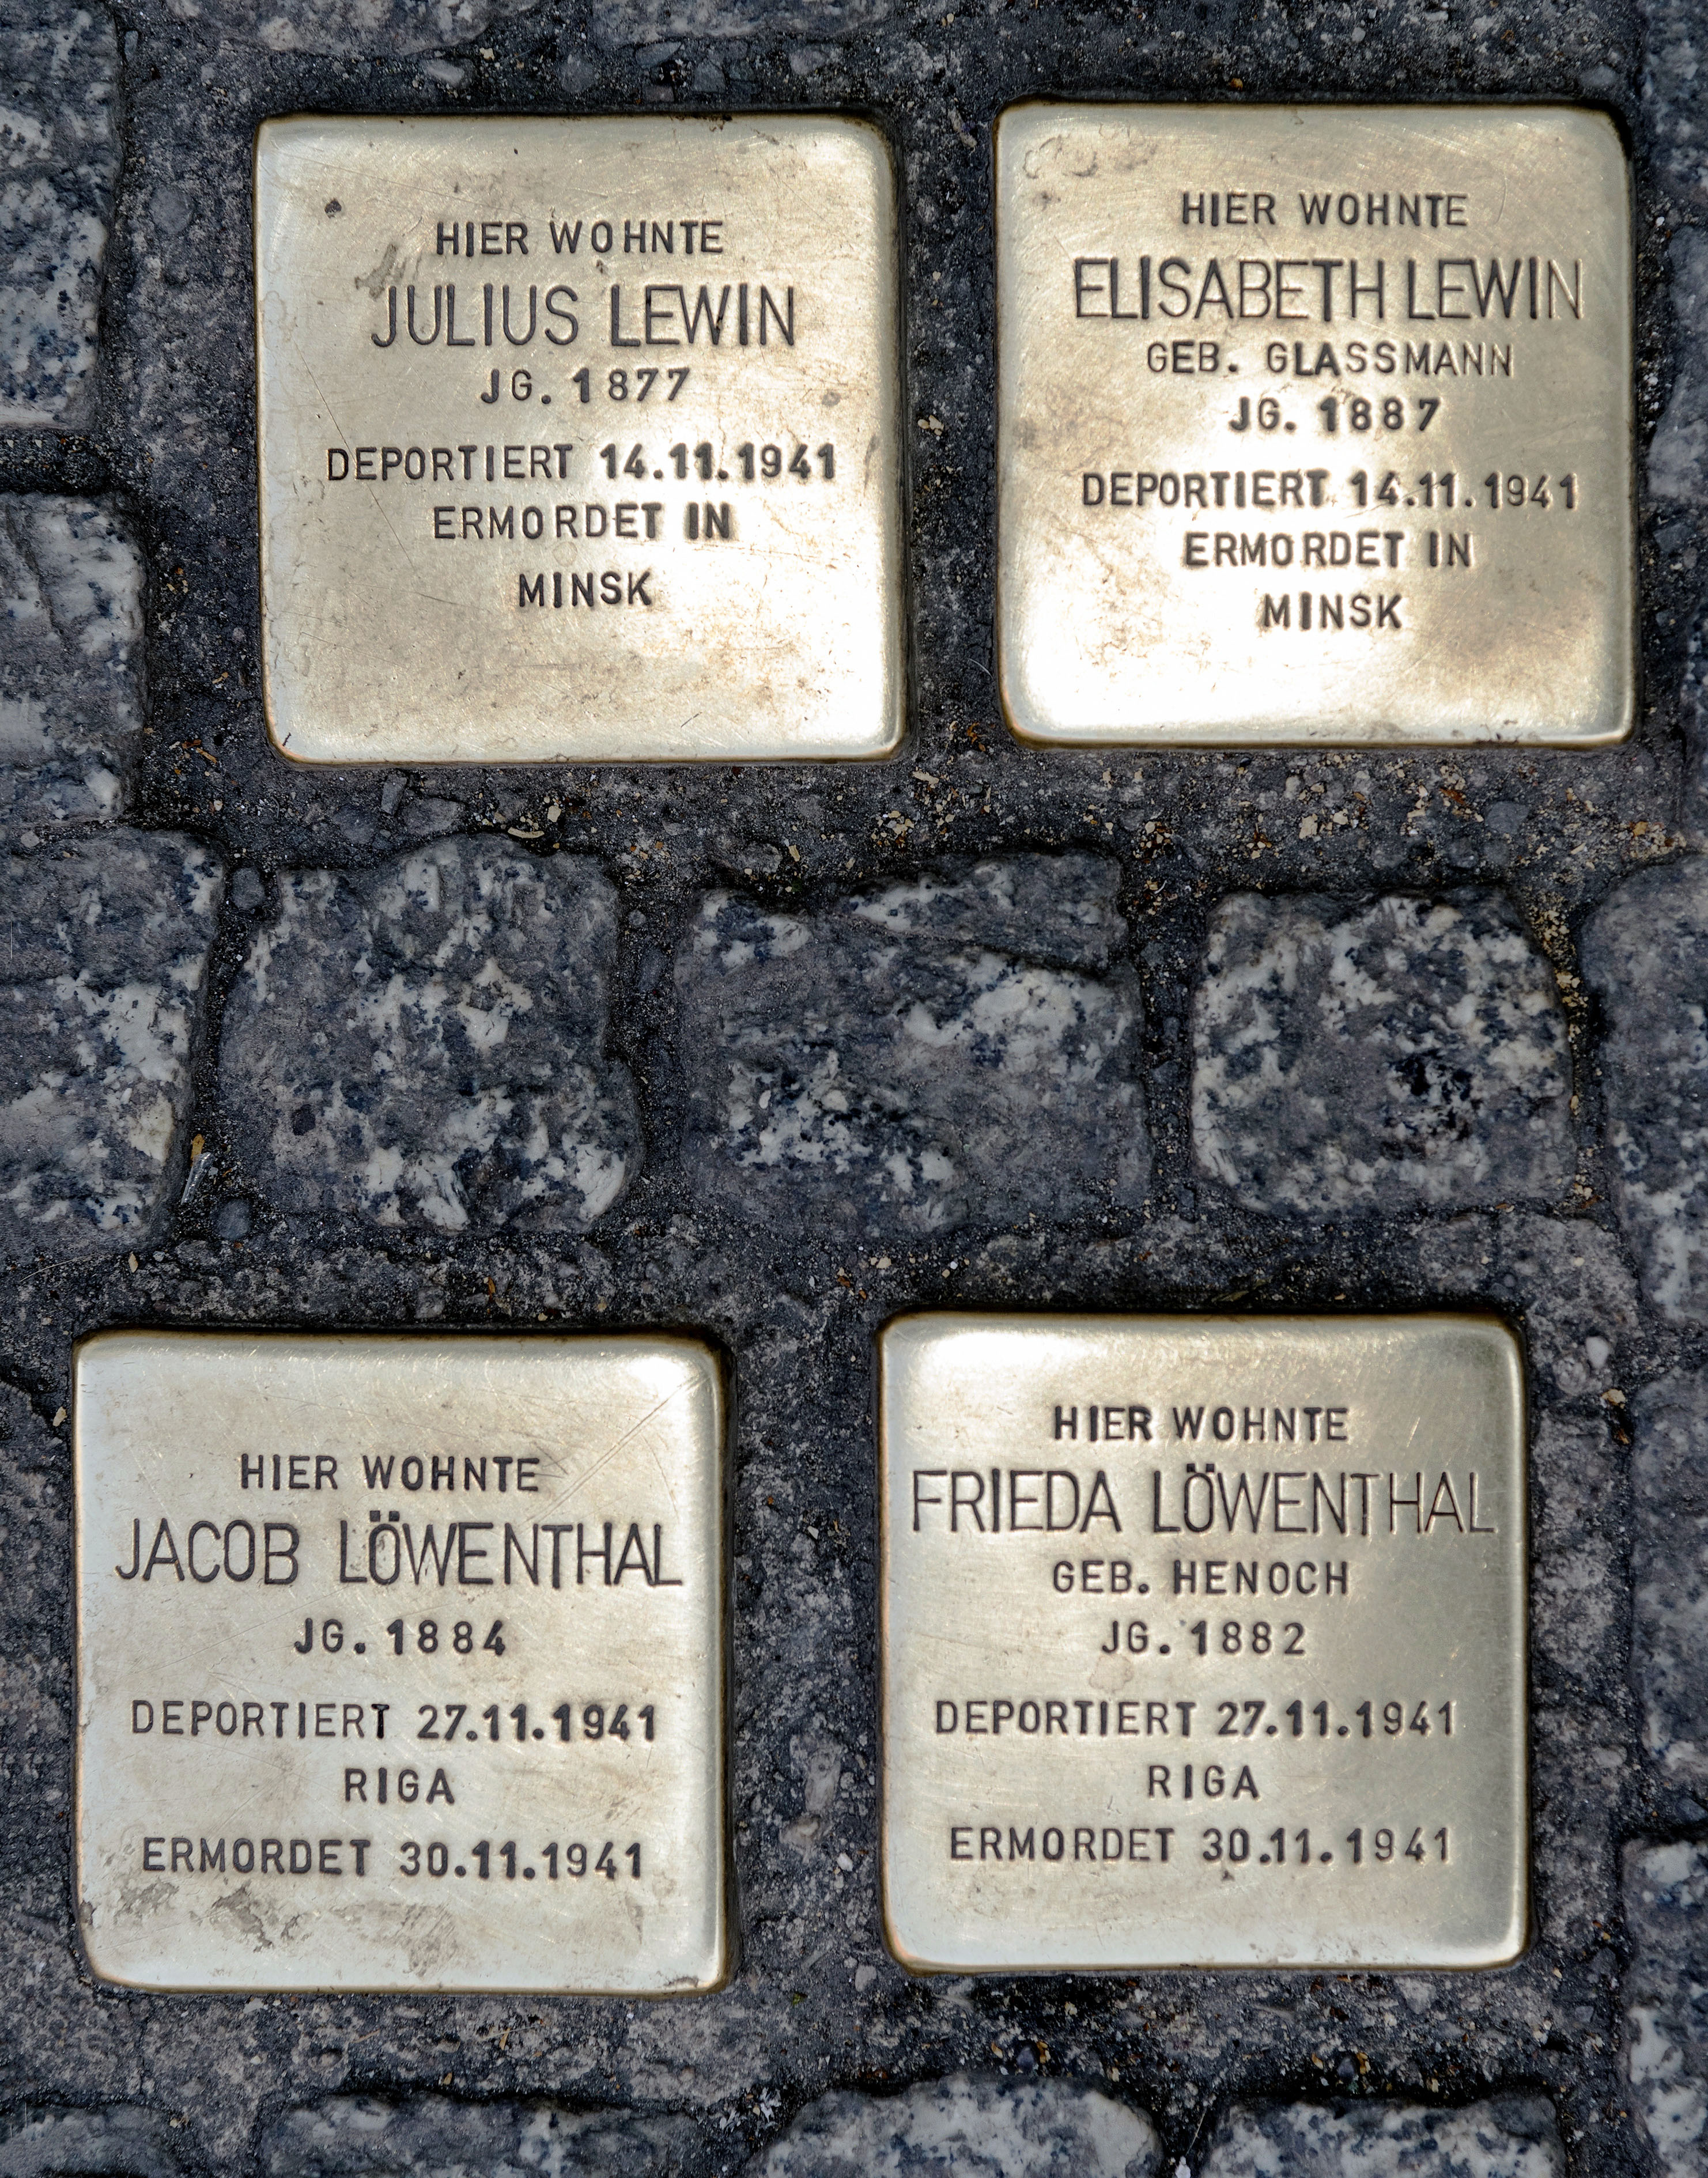 HIER WOHNTE
JULIUS LEWIN
JG. 1877
DEPORTIERT 14.11.1941
ERMORDET IN
MINSK
HIER WOHNTE
ELISABETH LEWIN
GEB. GLASSMANN
JG. 1887
DEPORTIERT 14.11.1941
ERMORDET IN
MINSK
HIER WOHNTE
JACOB LÖWENTHAL
JG. 1884
DEPORTIERT 27.11.1941
RIGA
ERMORDET 30.11.1941
HIER WOHNTE
FRIEDA LÖWENTHAL
GEB. HENOCH
JG. 1882
DEPORTIERT 27.11.1941
RIGA
ERMORDET 30.11.1941